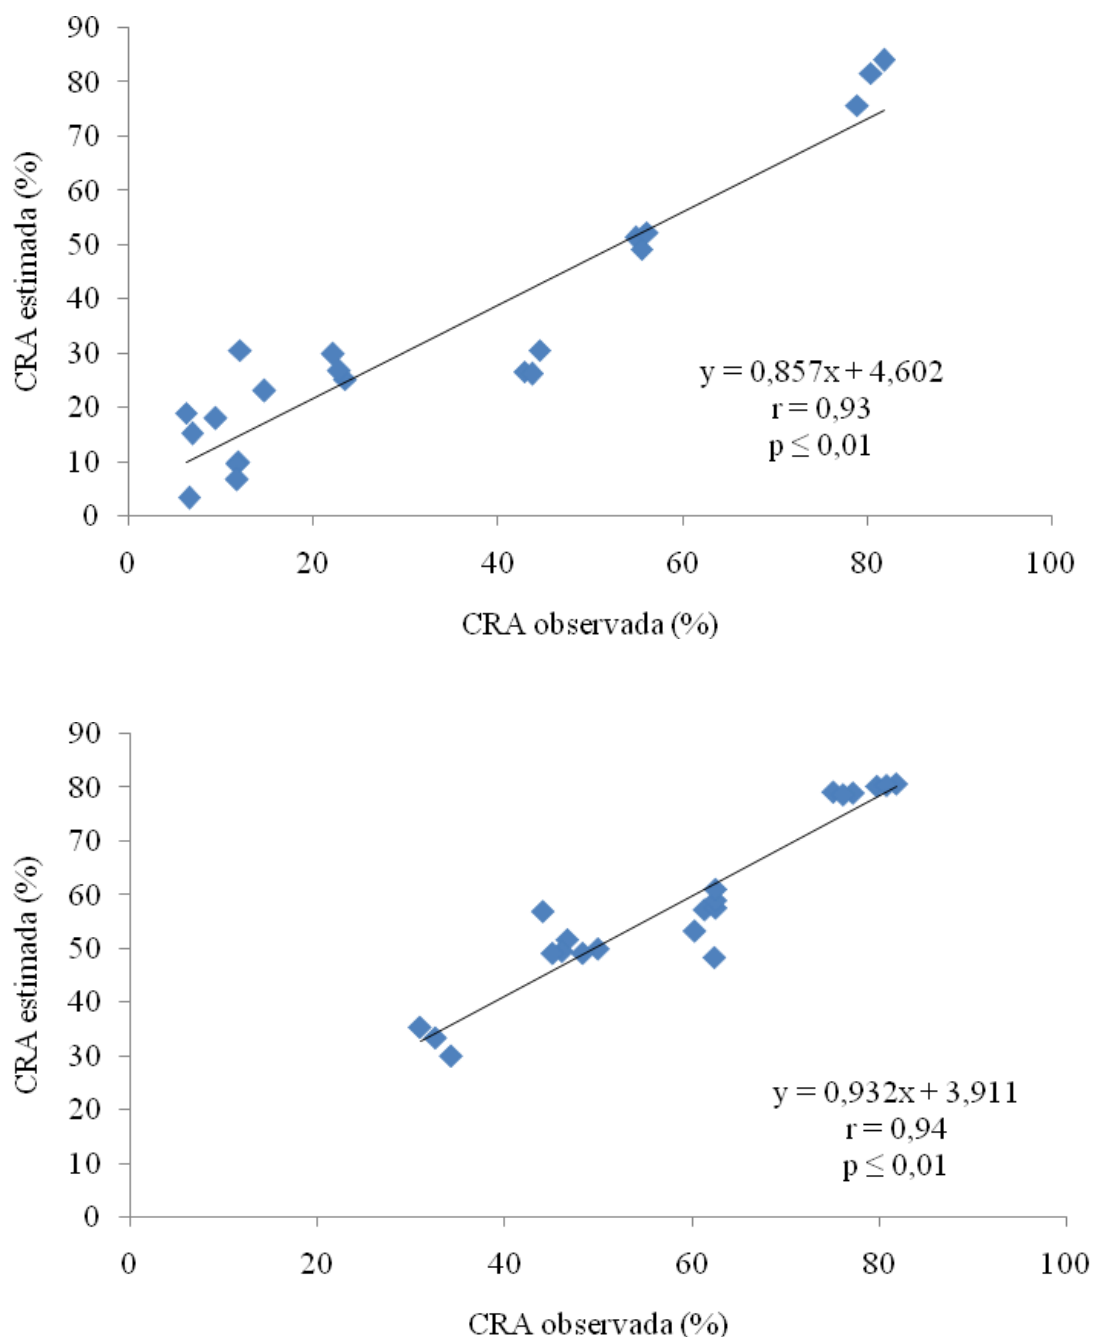 90
80
70
60
50
40
30
20
10
0
CRA estimada (%)
y = 0,857x + 4,602
r = 0,93
p ≤ 0,01
0 20 40 60 80 100
CRA observada (%)
90
80
70
60
50
40
30
20
10
0
CRA estimada (%)
y = 0,932x + 3,911
r = 0,94
p ≤ 0,01
0 20 40 60 80 100
CRA observada (%)